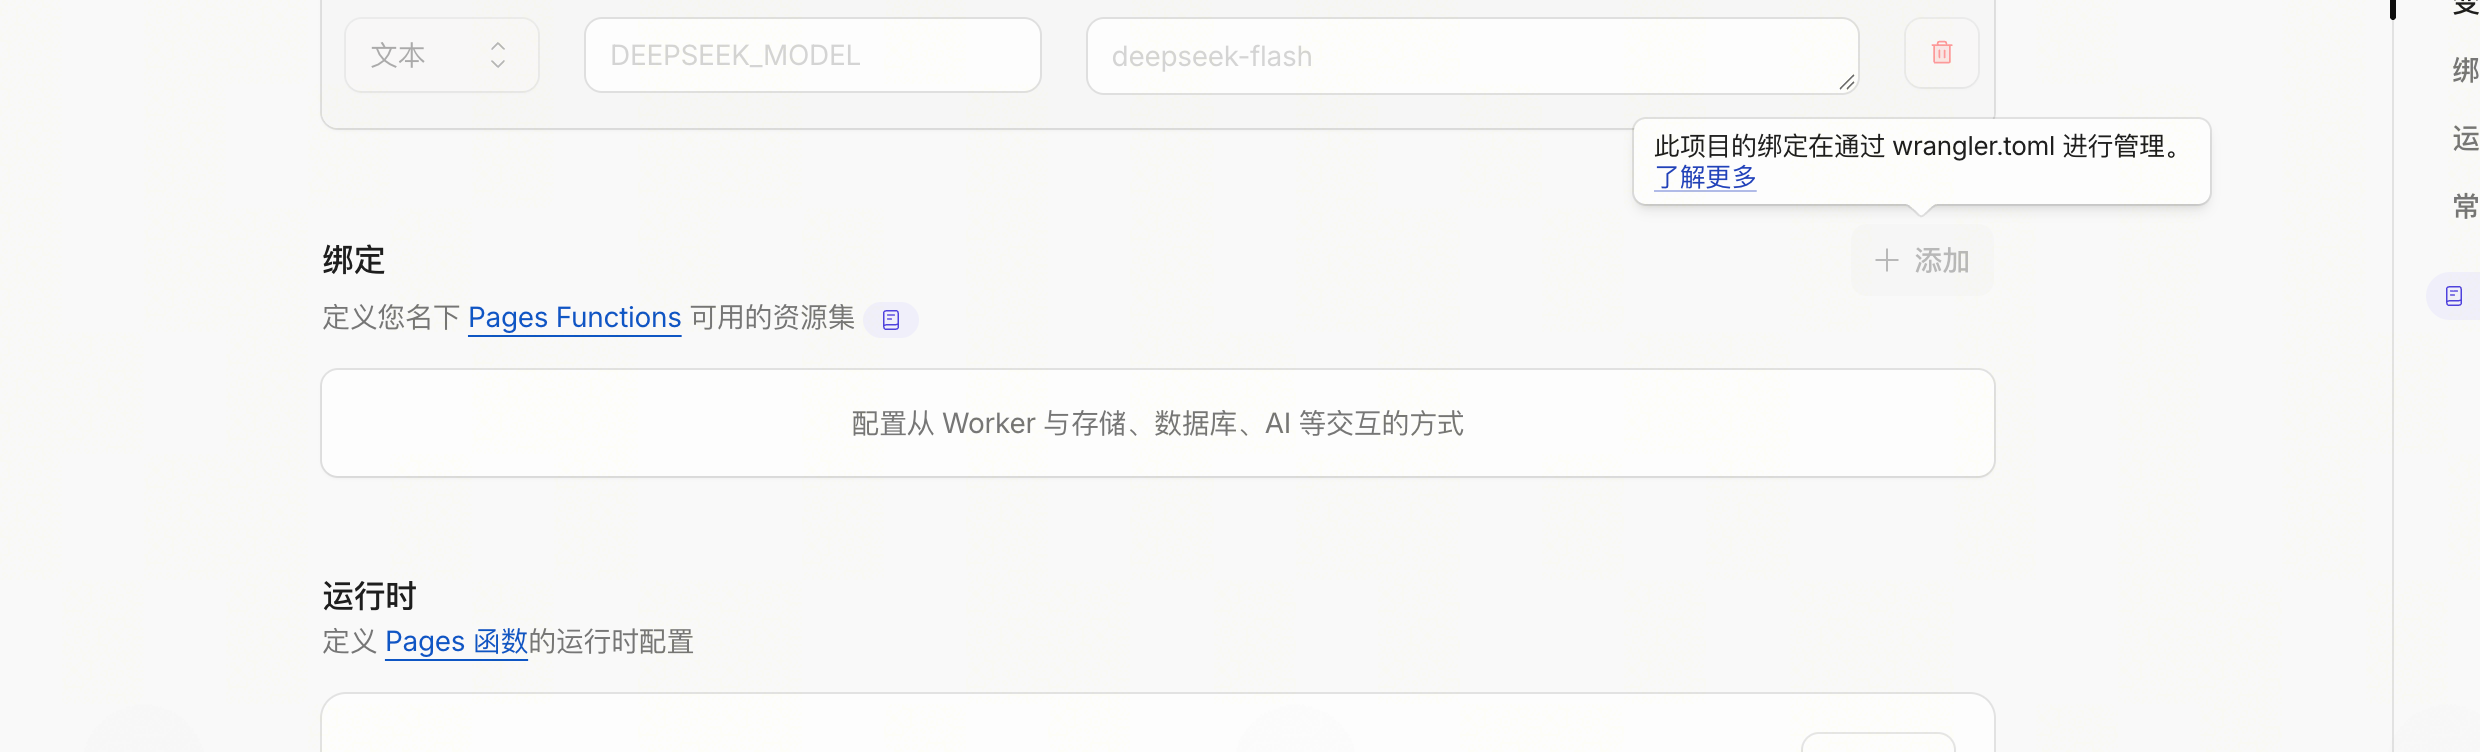 文本
DEEPSEEK_MODEL
deepseek-flash
此项目的绑定在通过 wrangler.toml 进行管理。
了解更多
绑定
添加
定义您名下 Pages Functions 可用的资源集
配置从 Worker 与存储、数据库、AI 等交互的方式
运行时
定义 Pages 函数的运行时配置
绑
运
常